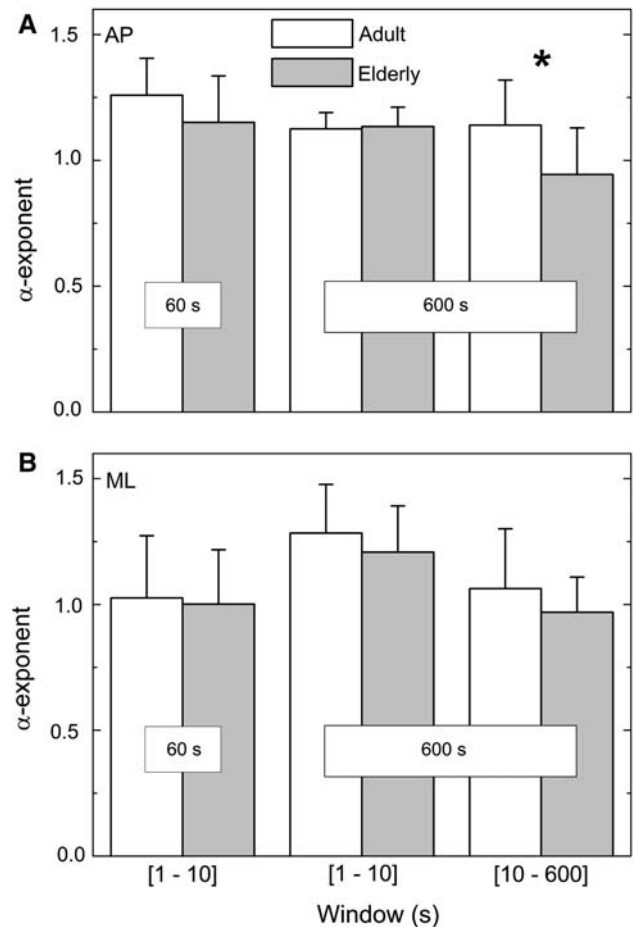 A
AP
Adult
Elderly
*
1.5
1.0
0.5
0.0
α-exponent
60 s
600 s
B
ML
1.5
1.0
0.5
0.0
α-exponent
60 s
600 s
[1 - 10]
[1 - 10]
[10 - 600]
Window (s)